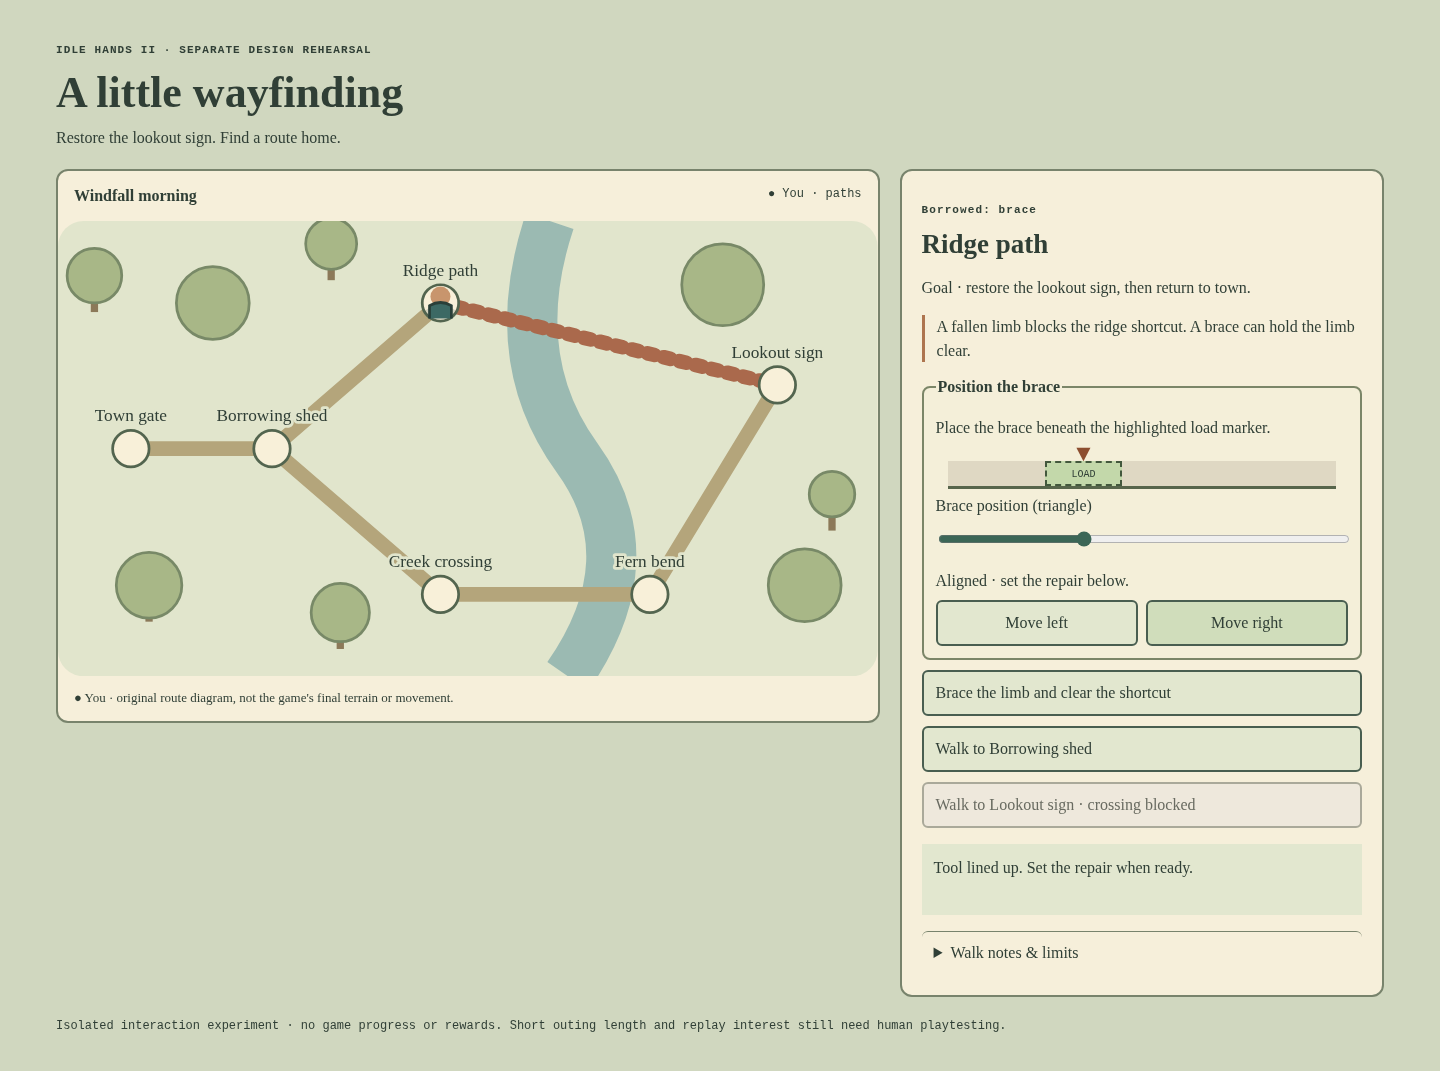 IDLE HANDS II · SEPARATE DESIGN REHEARSAL
A little wayfinding
Restore the lookout sign. Find a route home.
Windfall morning
● You · paths
Ridge path
Lookout sign
Town gate
Borrowing shed
Creek crossing
Fern bend
● You · original route diagram, not the game's final terrain or movement.
Borrowed: brace
Ridge path
Goal · restore the lookout sign, then return to town.
A fallen limb blocks the ridge shortcut. A brace can hold the limb
clear.
Position the brace
Place the brace beneath the highlighted load marker.
LOAD
Brace position (triangle)
Aligned · set the repair below.
Move left
Move right
Brace the limb and clear the shortcut
Walk to Borrowing shed
Walk to Lookout sign · crossing blocked
Tool lined up. Set the repair when ready.
▶ Walk notes & limits
Isolated interaction experiment · no game progress or rewards. Short outing length and replay interest still need human playtesting.